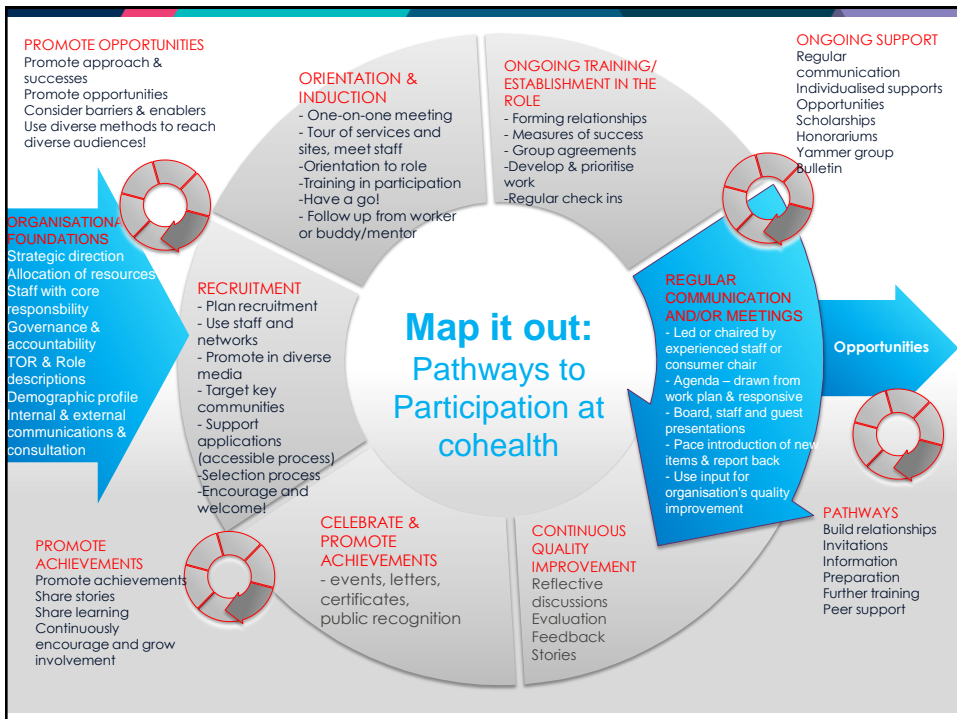 PROMOTE OPPORTUNITIES
Promote approach &
successes
Promote opportunities
Consider barriers & enablers
Use diverse methods to reach
diverse audiences!
ORIENTATION &
INDUCTION
- One-on-one meeting
- Tour of services and
sites, meet staff
-Orientation to role
-Training in participation
-Have a go!
- Follow up from worker
or buddy/mentor
ONGOING TRAINING/
ESTABLISHMENT IN THE
ROLE
- Forming relationships
- Measures of success
- Group agreements
-Develop & prioritise
work
-Regular check ins
ONGOING SUPPORT
Regular
communication
Individualised supports
Opportunities
Scholarships
Honorariums
Yammer group
Bulletin
ORGANISATIONA
FOUNDATIONS
Strategic direction
Allocation of resources
Staff with core
responsbility
Governance &
accountability
TOR & Role
descriptions
Demographic profile
Internal & external
communications &
consultation
RECRUITMENT
- Plan recruitment
- Use staff and
networks
- Promote in diverse
media
- Target key
communities
- Support
applications
(accessible process)
-Selection process
-Encourage and
welcome!
Map it out:
Pathways to
Participation at
cohealth
REGULAR
COMMUNICATION
AND/OR MEETINGS
- Led or chaired by
experienced staff or
consumer chair
- Agenda – drawn from
work plan & responsive
- Board, staff and guest
presentations
- Pace introduction of new
items & report back
- Use input for
organisation's quality
improvement
Opportunities
PROMOTE
ACHIEVEMENTS
Promote achievements
Share stories
Share learning
Continuously
encourage and grow
involvement
CELEBRATE &
PROMOTE
ACHIEVEMENTS
- events, letters,
certificates,
public recognition
CONTINUOUS
QUALITY
IMPROVEMENT
Reflective
discussions
Evaluation
Feedback
Stories
PATHWAYS
Build relationships
Invitations
Information
Preparation
Further training
Peer support